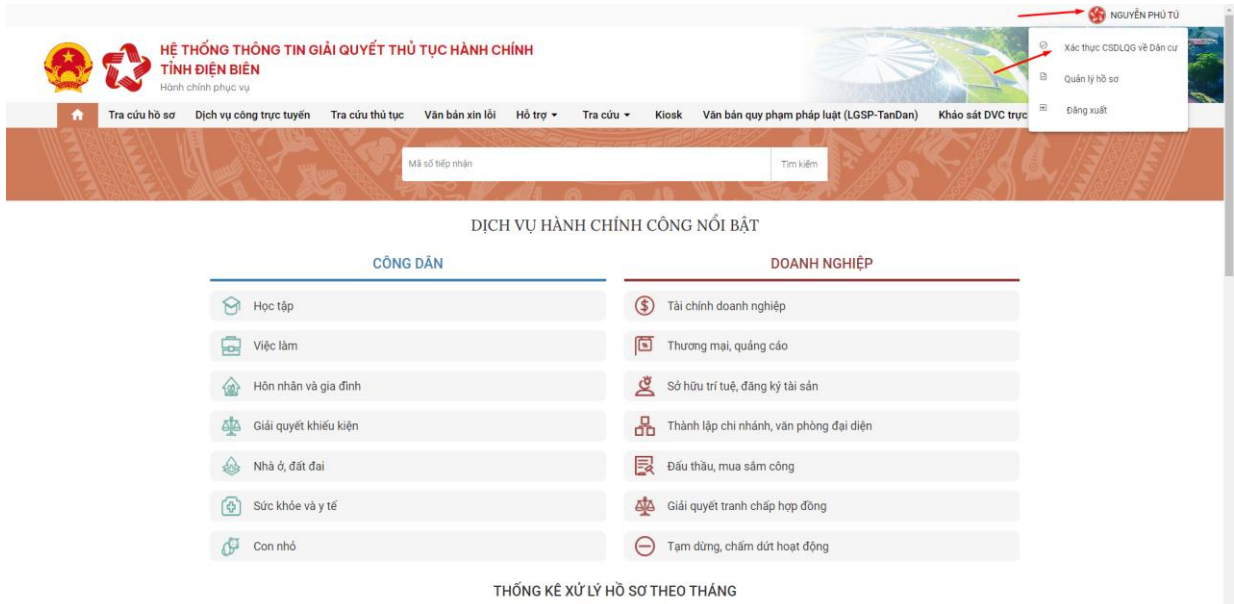 NGUYỄN PHÚ TÚ
HỆ THỐNG THÔNG TIN GIẢI QUYẾT THỦ TỤC HÀNH CHÍNH
TỈNH ĐIỆN BIÊN
Hành chính phục vụ
Xác thực CSDLQG về Dân cư
Quản lý hồ sơ
Đăng xuất
Tra cứu hồ sơ Dịch vụ công trực tuyến Tra cứu thủ tục Văn bản xin lỗi Hỗ trợ Tra cứu Kiosk Văn bản quy phạm pháp luật (LGSP-TanDan) Khảo sát DVC trực
Mã số tiếp nhận Tìm kiếm
DỊCH VỤ HÀNH CHÍNH CÔNG NỔI BẬT
CÔNG DÂN
Học tập
Việc làm
Hôn nhân và gia đình
Giải quyết khiếu kiện
Nhà ở, đất đai
Sức khỏe và y tế
Con nhỏ
DOANH NGHIỆP
Tài chính doanh nghiệp
Thương mại, quảng cáo
Sở hữu trí tuệ, đăng ký tài sản
Thành lập chi nhánh, văn phòng đại diện
Đấu thầu, mua sắm công
Giải quyết tranh chấp hợp đồng
Tạm dừng, chấm dứt hoạt động
THỐNG KÊ XỬ LÝ HỒ SƠ THEO THÁNG